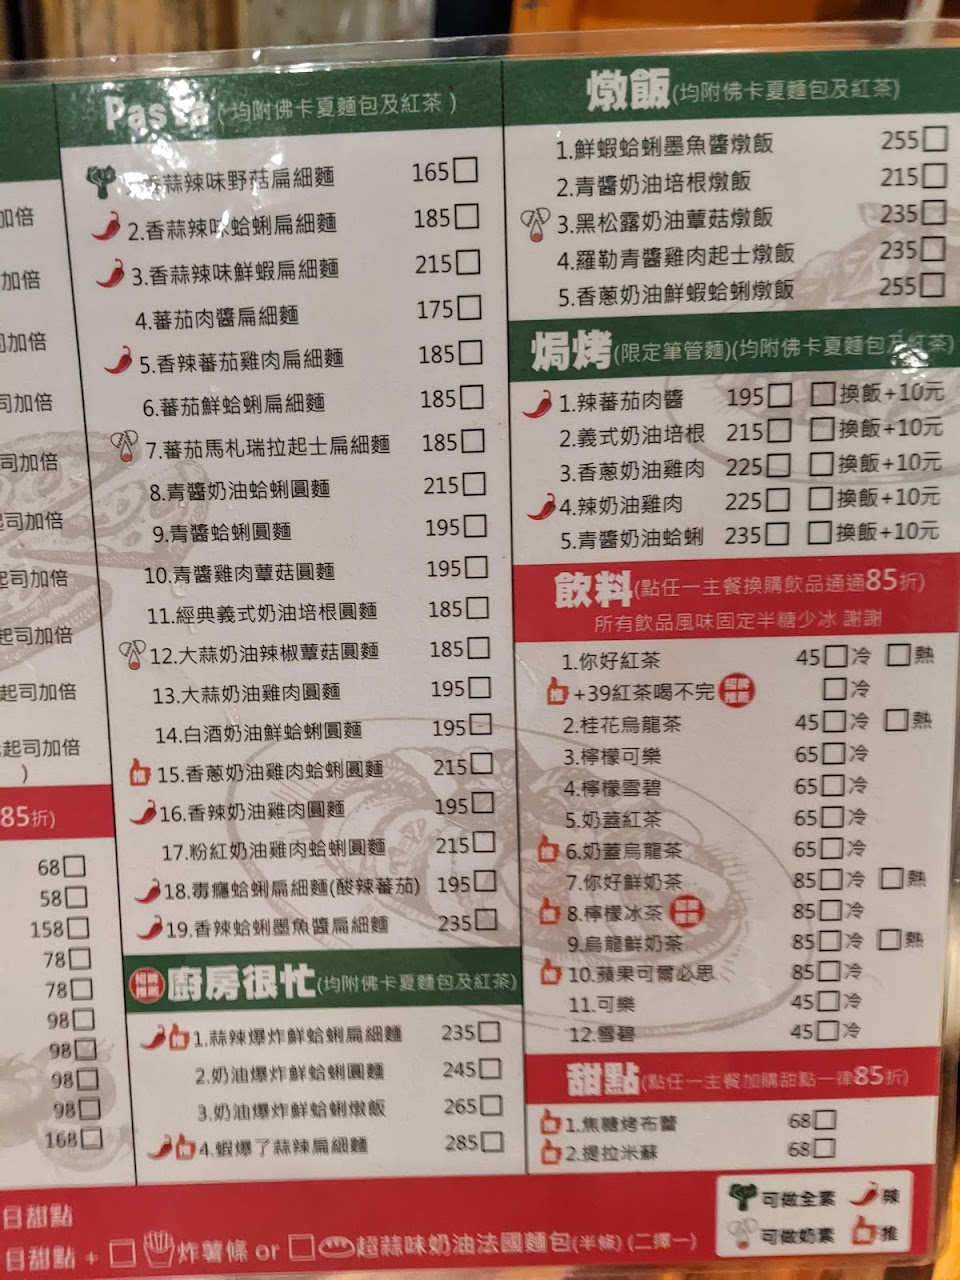 加倍
加倍
司加倍
司加倍
司加倍
起司加倍
起司加倍
起司加倍
起司加倍
起司加倍
)
85折)
68□
58□
158□
78□
78□
98□
98□
98□
98□
168□
Pasta(均附佛卡夏麵包及紅茶)
香蒜辣味野菇扁細麵 165□
2.香蒜辣味蛤蜊扁細麵 185□
3.香蒜辣味鮮蝦扁細麵 215□
4.蕃茄肉醬扁細麵 175□
5.香辣蕃茄雞肉扁細麵 185□
6.蕃茄鮮蛤蜊扁細麵 185□
7.蕃茄馬札瑞拉起士扁細麵 185□
8.青醬奶油蛤蜊圓麵 215□
9.青醬蛤蜊圓麵 195□
10.青醬雞肉蕈菇圓麵 195□
11.經典義式奶油培根圓麵 185□
12.大蒜奶油辣椒蕈菇圓麵 185□
13.大蒜奶油雞肉圓麵 195□
14.白酒奶油鮮蛤蜊圓麵 195□
推 15.香蔥奶油雞肉蛤蜊圓麵 215□
16.香辣奶油雞肉圓麵 195□
17.粉紅奶油雞肉蛤蜊圓麵 215□
18.毒癮蛤蜊扁細麵(酸辣蕃茄) 195□
19.香辣蛤蜊墨魚醬扁細麵 235□
招牌推薦 廚房很忙(均附佛卡夏麵包及紅茶)
推 1.蒜辣爆炸鮮蛤蜊扁細麵 235□
2.奶油爆炸鮮蛤蜊圓麵 245□
3.奶油爆炸鮮蛤蜊燉飯 265□
推 4.蝦爆了蒜辣扁細麵 285□
燉飯(均附佛卡夏麵包及紅茶)
1.鮮蝦蛤蜊墨魚醬燉飯 255□
2.青醬奶油培根燉飯 215□
3.黑松露奶油蕈菇燉飯 235□
4.羅勒青醬雞肉起士燉飯 235□
5.香蔥奶油鮮蝦蛤蜊燉飯 255□
焗烤(限定筆管麵)(均附佛卡夏麵包及紅茶)
1.辣蕃茄肉醬 195□ □換飯+10元
2.義式奶油培根 215□ □換飯+10元
3.香蔥奶油雞肉 225□ □換飯+10元
4.辣奶油雞肉 225□ □換飯+10元
5.青醬奶油蛤蜊 235□ □換飯+10元
飲料(點任一主餐換購飲品通通85折)
所有飲品風味固定半糖少冰 謝謝
1.你好紅茶 45□冷 □熱
推 +39紅茶喝不完 招牌推薦 □冷
2.桂花烏龍茶 45□冷 □熱
3.檸檬可樂 65□冷
4.檸檬雪碧 65□冷
5.奶蓋紅茶 65□冷
推 6.奶蓋烏龍茶 65□冷
7.你好鮮奶茶 85□冷 □熱
推 8.檸檬冰茶 招牌推薦 85□冷
9.烏龍鮮奶茶 85□冷 □熱
推 10.蘋果可爾必思 85□冷
11.可樂 45□冷
12.雪碧 45□冷
甜點(點任一主餐加購甜點一律85折)
推 1.焦糖烤布蕾 68□
推 2.提拉米蘇 68□
日甜點
日甜點 + □ 炸薯條 or □ 超蒜味奶油法國麵包(半條) (二擇一)
可做全素 辣
可做奶素 推 推